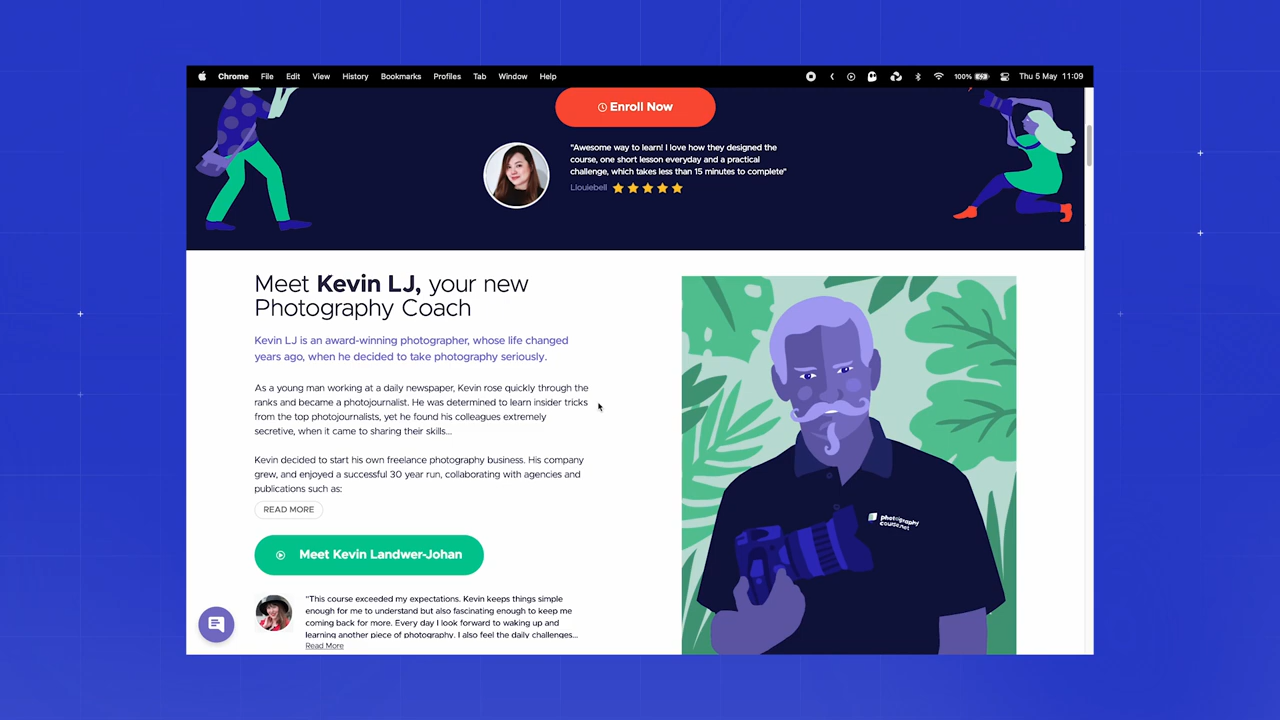 Chrome File Edit View History Bookmarks Profiles Tab Window Help 100% Thu 5 May 11:09
Enroll Now
"Awesome way to learn! I love how they designed the
course, one short lesson everyday and a practical
challenge, which takes less than 15 minutes to complete"
Llouiebell
Meet Kevin LJ, your new
Photography Coach
Kevin LJ is an award-winning photographer, whose life changed
years ago, when he decided to take photography seriously.
As a young man working at a daily newspaper, Kevin rose quickly through the
ranks and became a photojournalist. He was determined to learn insider tricks
from the top photojournalists, yet he found his colleagues extremely
secretive, when it came to sharing their skills...
Kevin decided to start his own freelance photography business. His company
grew, and enjoyed a successful 30 year run, collaborating with agencies and
publications such as:
READ MORE
Meet Kevin Landwer-Johan
"This course exceeded my expectations. Kevin keeps things simple
enough for me to understand but also fascinating enough to keep me
coming back for more. Every day I look forward to waking up and
learning another piece of photography. I also feel the daily challenges...
Read More
photography
course.net